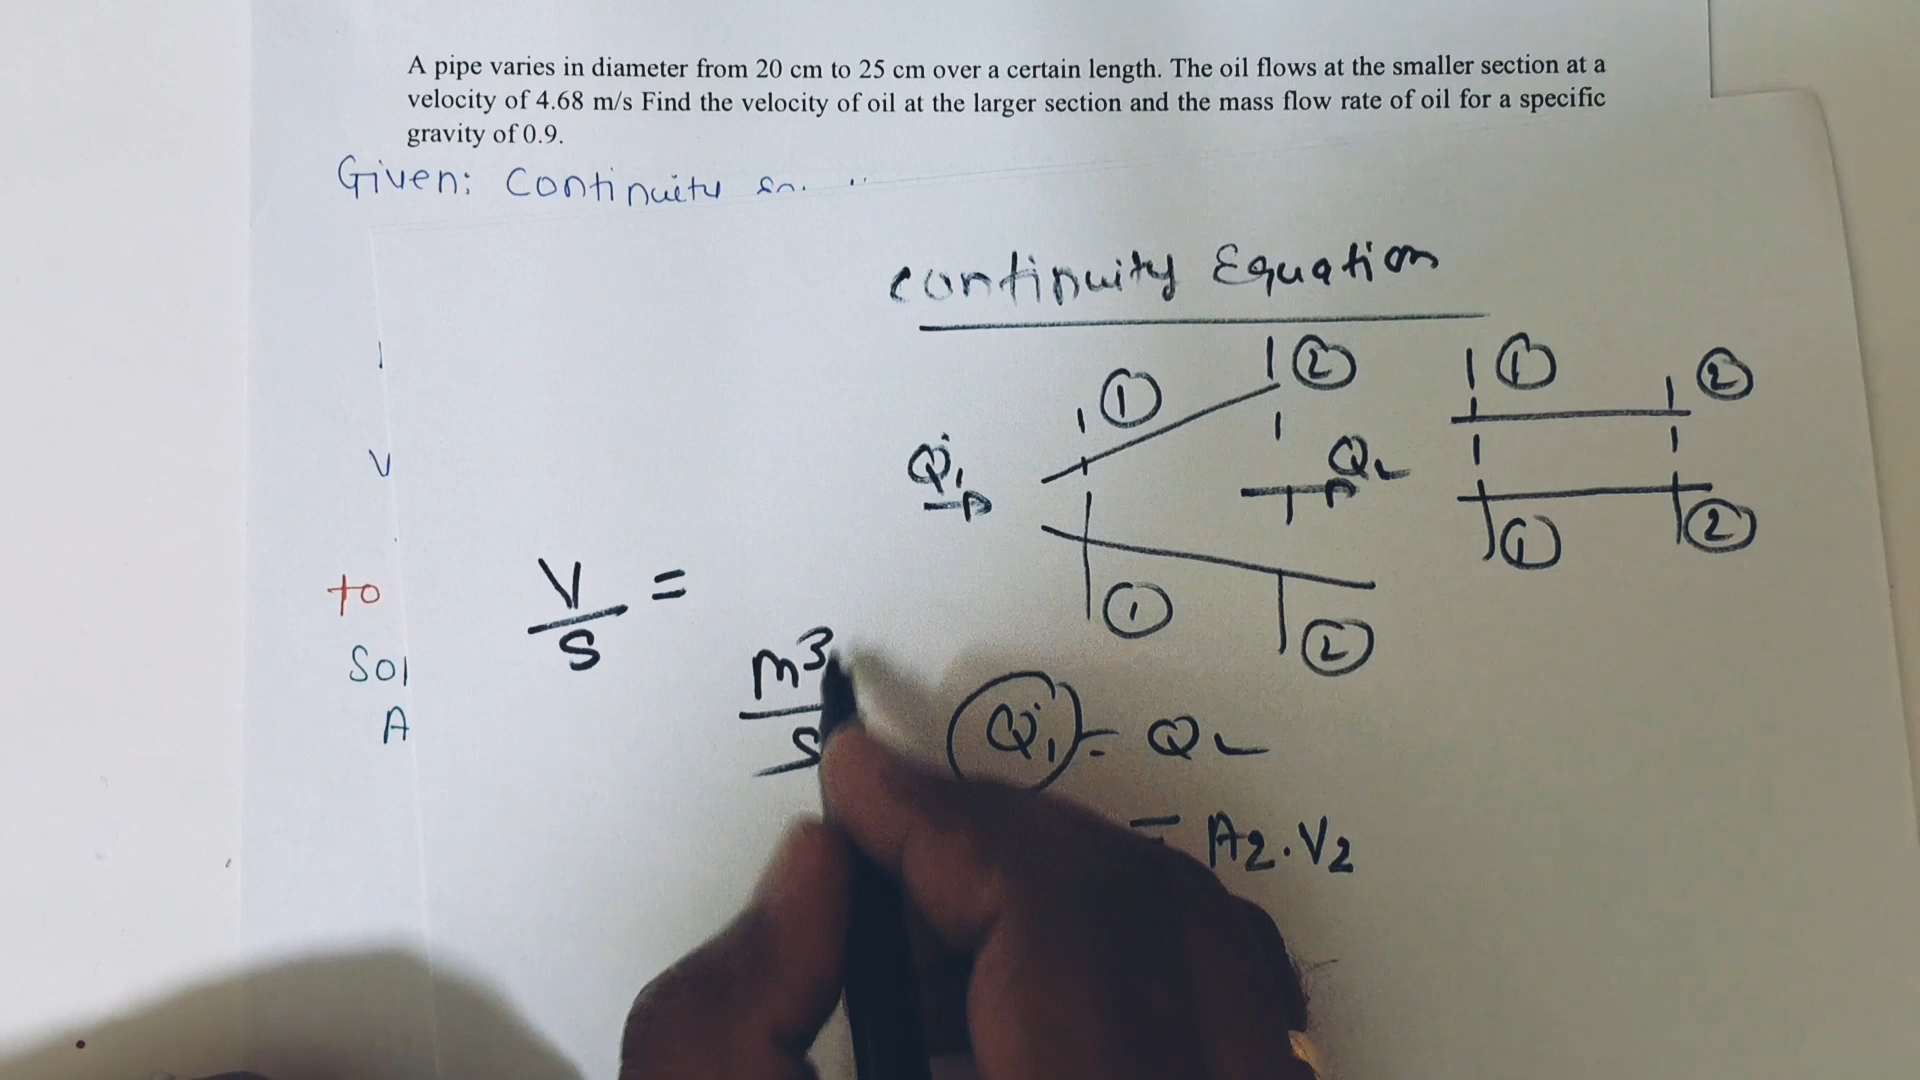 A pipe varies in diameter from 20 cm to 25 cm over a certain length. The oil flows at the smaller section at a
velocity of 4.68 m/s Find the velocity of oil at the larger section and the mass flow rate of oil for a specific
gravity of 0.9.
Given: Continuity
Continuity Equation
① ② ① ②
Q₁ Q₂
① ② ① ②
V
to
V/S =
Sol
A
m³/s
Q₁ = Q₂
= A₂.V₂